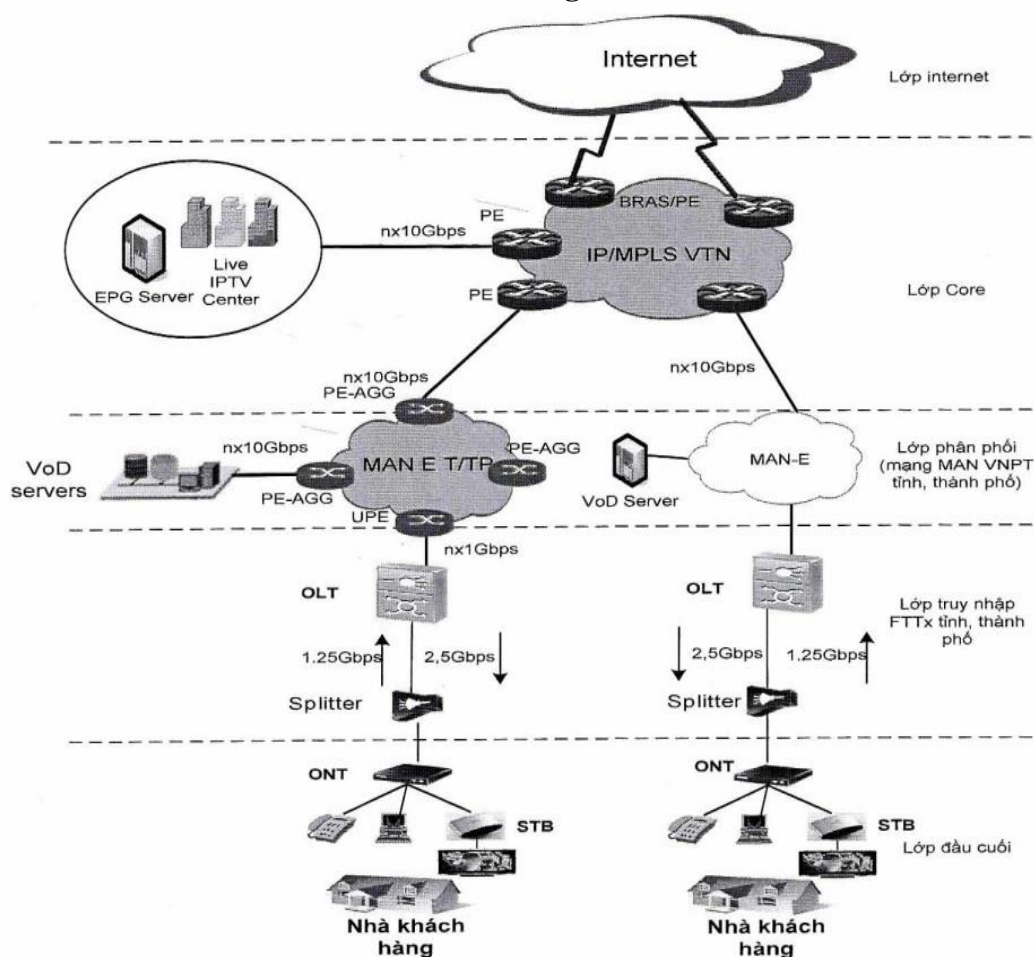 Internet
Lớp internet
BRAS/PE
PE
nx10Gbps
IP/MPLS VTN
Live
IPTV
Center
EPG Server
PE
Lớp Core
nx10Gbps
PE-AGG
nx10Gbps
VoD
servers
nx10Gbps
PE-AGG
MAN E T/TP
PE-AGG
UPE
MAN-E
VoD Server
Lớp phân phối
(mạng MAN VNPT
tỉnh, thành phố)
nx1Gbps
OLT
OLT
Lớp truy nhập
FTTx tỉnh, thành
phố
1.25Gbps
2,5Gbps
2,5Gbps
1,25Gbps
Splitter
Splitter
ONT
ONT
STB
STB
Lớp đầu cuối
Nhà khách
hàng
Nhà khách
hàng